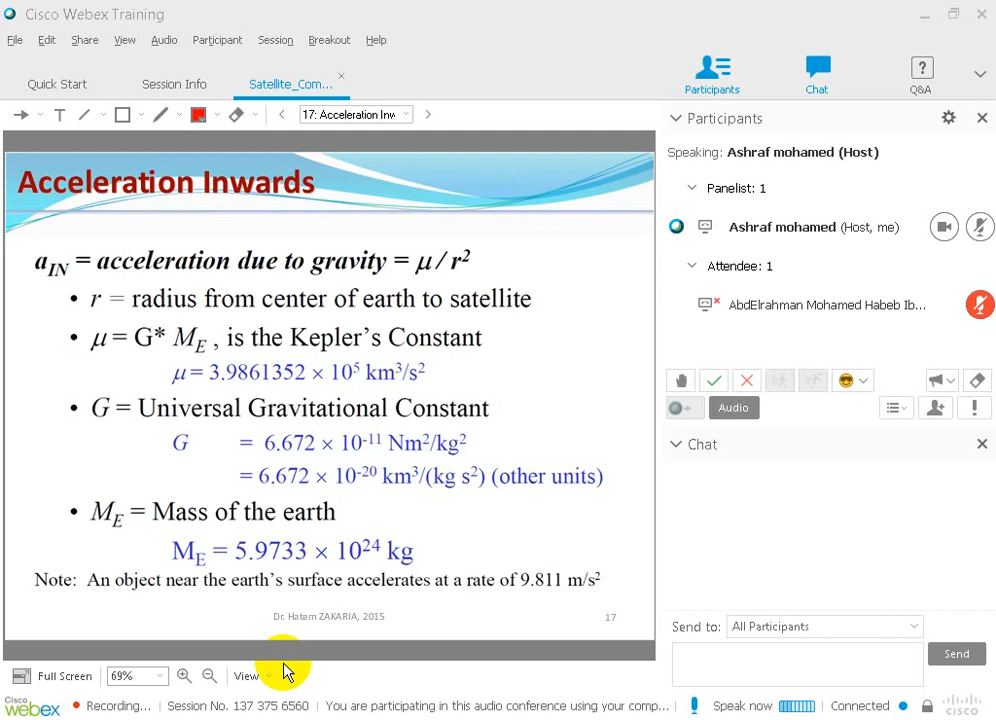 Cisco Webex Training
File Edit Share View Audio Participant Session Breakout Help
Quick Start Session Info Satellite_Com...
Participants Chat Q&A
T 17: Acceleration Inw
Participants
Speaking: Ashraf mohamed (Host)
Panelist: 1
Ashraf mohamed (Host, me)
Attendee: 1
AbdElrahman Mohamed Habeb Ib...
Audio
Chat
Send to: All Participants
Send
Acceleration Inwards
a_IN = acceleration due to gravity = μ / r²
• r = radius from center of earth to satellite
• μ = G* M_E , is the Kepler's Constant
μ = 3.9861352 × 10⁵ km³/s²
• G = Universal Gravitational Constant
G = 6.672 × 10⁻¹¹ Nm²/kg²
= 6.672 × 10⁻²⁰ km³/(kg s²) (other units)
• M_E = Mass of the earth
M_E = 5.9733 × 10²⁴ kg
Note: An object near the earth's surface accelerates at a rate of 9.811 m/s²
Dr. Hatem ZAKARIA, 2015 17
Full Screen 69% View
Cisco webex Recording... Session No. 137 375 6560 You are participating in this audio conference using your comp... Speak now Connected cisco